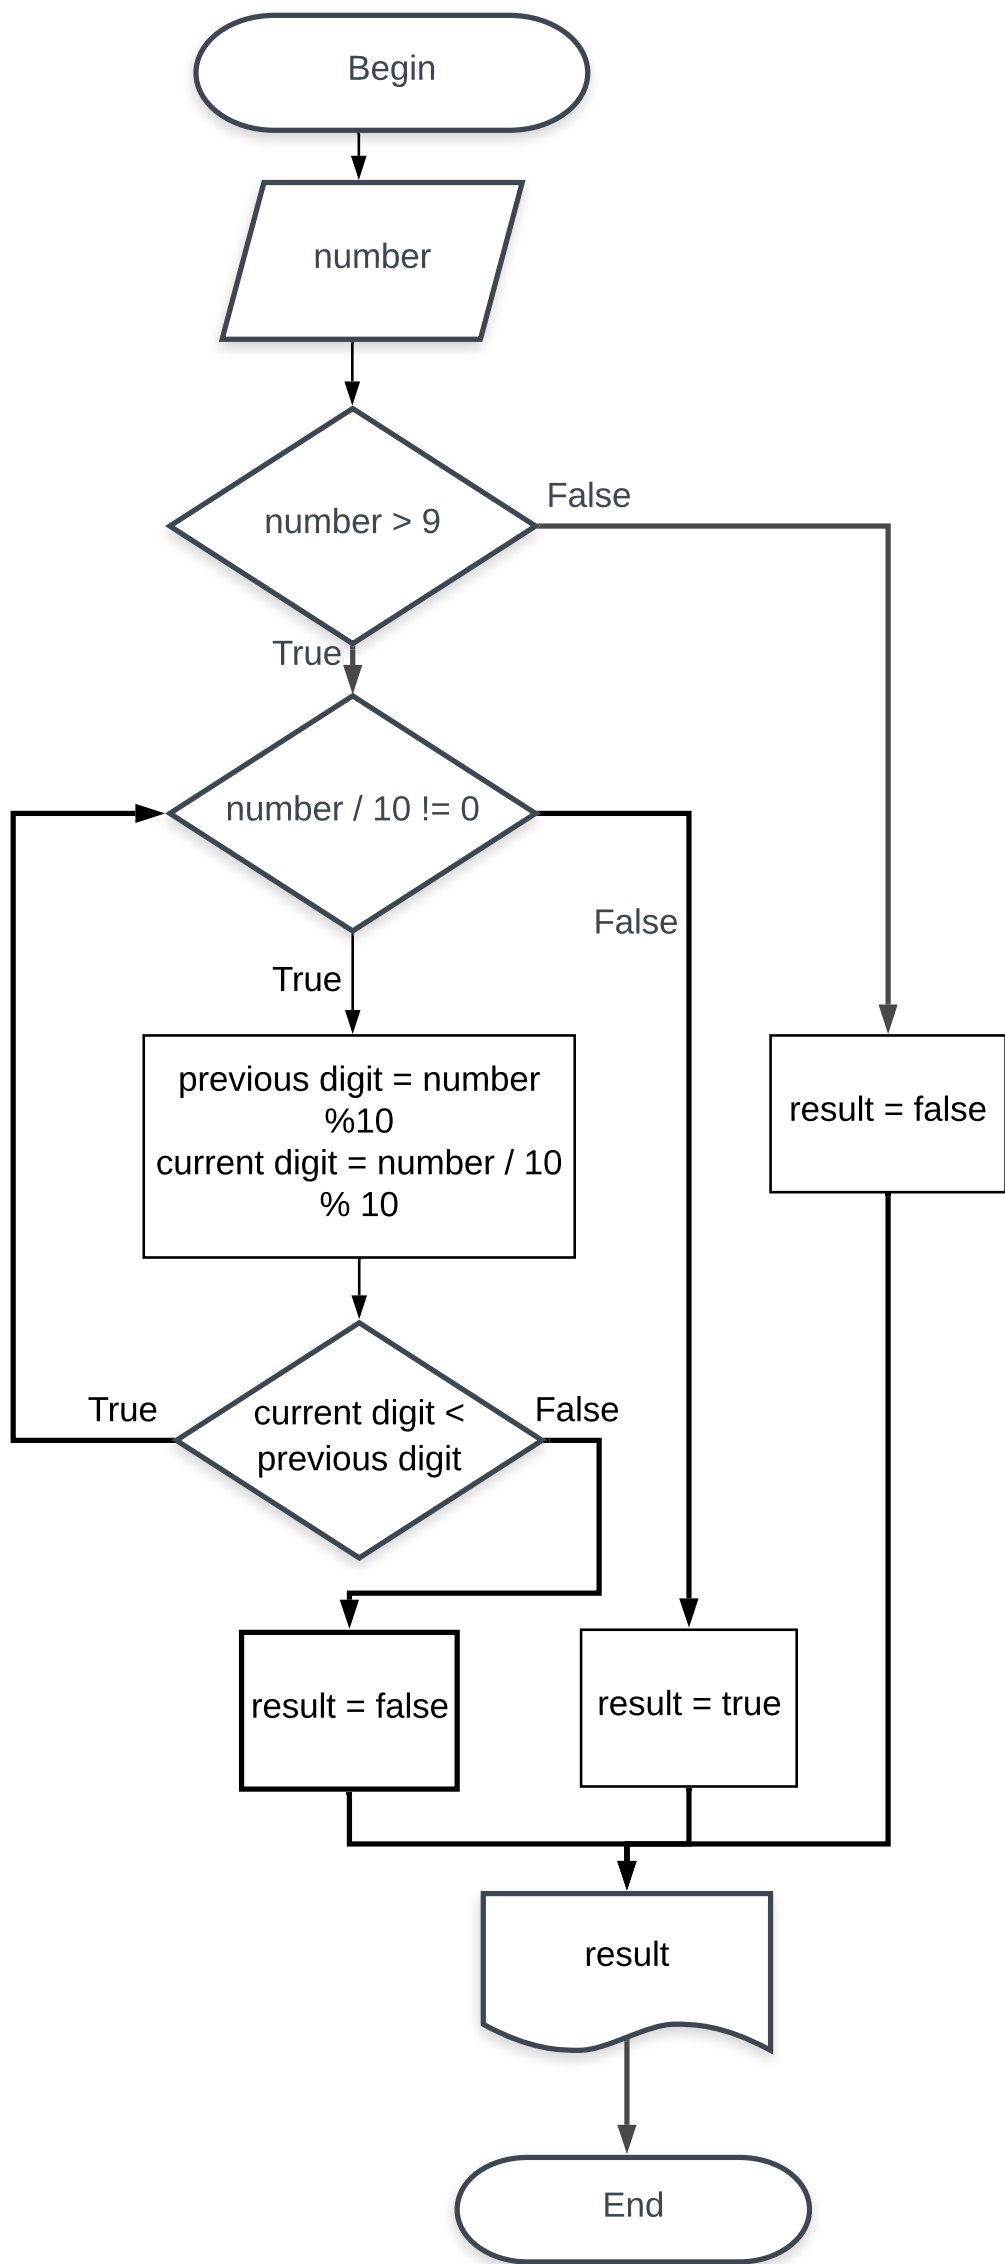 Begin
number
number > 9
False
True
number / 10 != 0
False
True
previous digit = number
%10
current digit = number / 10
% 10
result = false
True
current digit <
previous digit
False
result = false
result = true
result
End